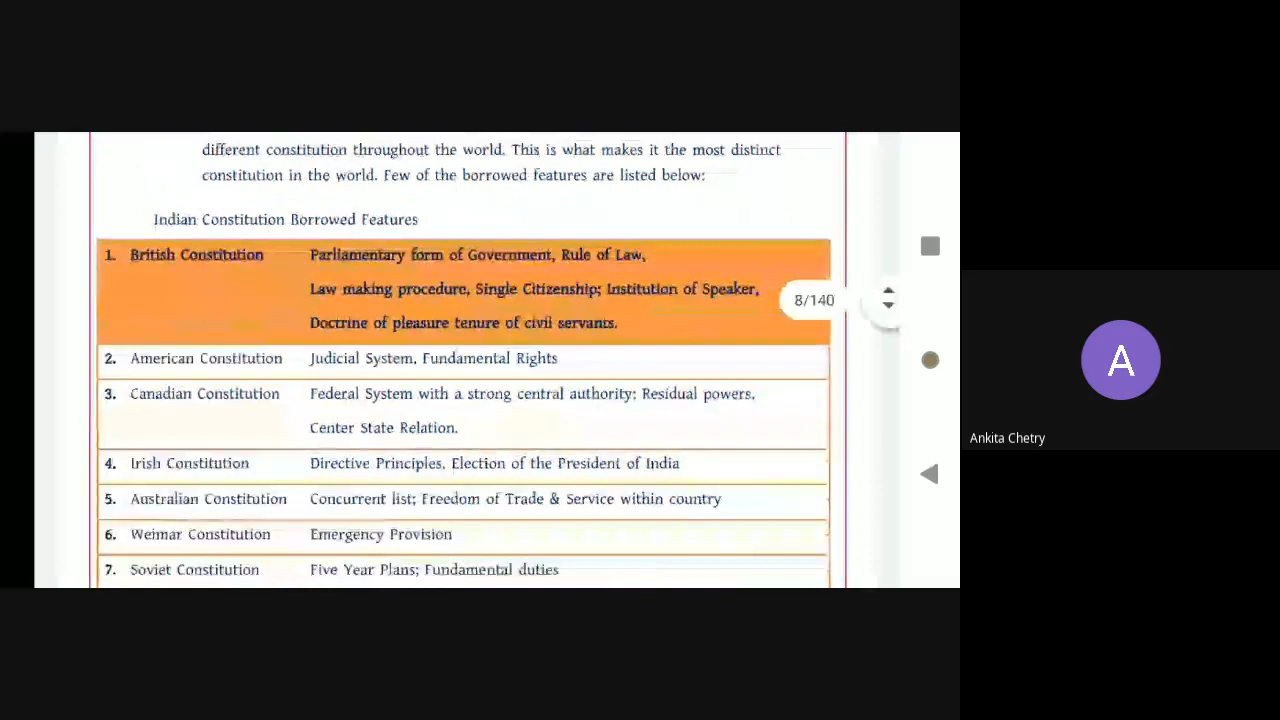 different constitution throughout the world. This is what makes it the most distinct
constitution in the world. Few of the borrowed features are listed below:
Indian Constitution Borrowed Features
1. British Constitution Parliamentary form of Government, Rule of Law,
Law making procedure, Single Citizenship; Institution of Speaker,
Doctrine of pleasure tenure of civil servants.
8/140
2. American Constitution Judicial System, Fundamental Rights
3. Canadian Constitution Federal System with a strong central authority; Residual powers.
Center State Relation.
4. Irish Constitution Directive Principles, Election of the President of India
5. Australian Constitution Concurrent list; Freedom of Trade & Service within country
6. Weimar Constitution Emergency Provision
7. Soviet Constitution Five Year Plans; Fundamental duties
A
Ankita Chetry